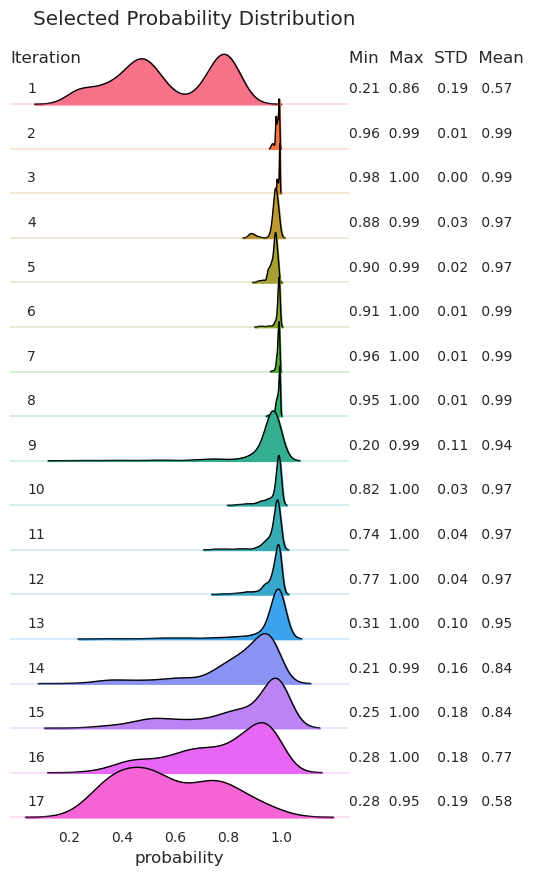 Selected Probability Distribution
Iteration Min Max STD Mean
1 0.21 0.86 0.19 0.57
2 0.96 0.99 0.01 0.99
3 0.98 1.00 0.00 0.99
4 0.88 0.99 0.03 0.97
5 0.90 0.99 0.02 0.97
6 0.91 1.00 0.01 0.99
7 0.96 1.00 0.01 0.99
8 0.95 1.00 0.01 0.99
9 0.20 0.99 0.11 0.94
10 0.82 1.00 0.03 0.97
11 0.74 1.00 0.04 0.97
12 0.77 1.00 0.04 0.97
13 0.31 1.00 0.10 0.95
14 0.21 0.99 0.16 0.84
15 0.25 1.00 0.18 0.84
16 0.28 1.00 0.18 0.77
17 0.28 0.95 0.19 0.58
0.2 0.4 0.6 0.8 1.0
probability